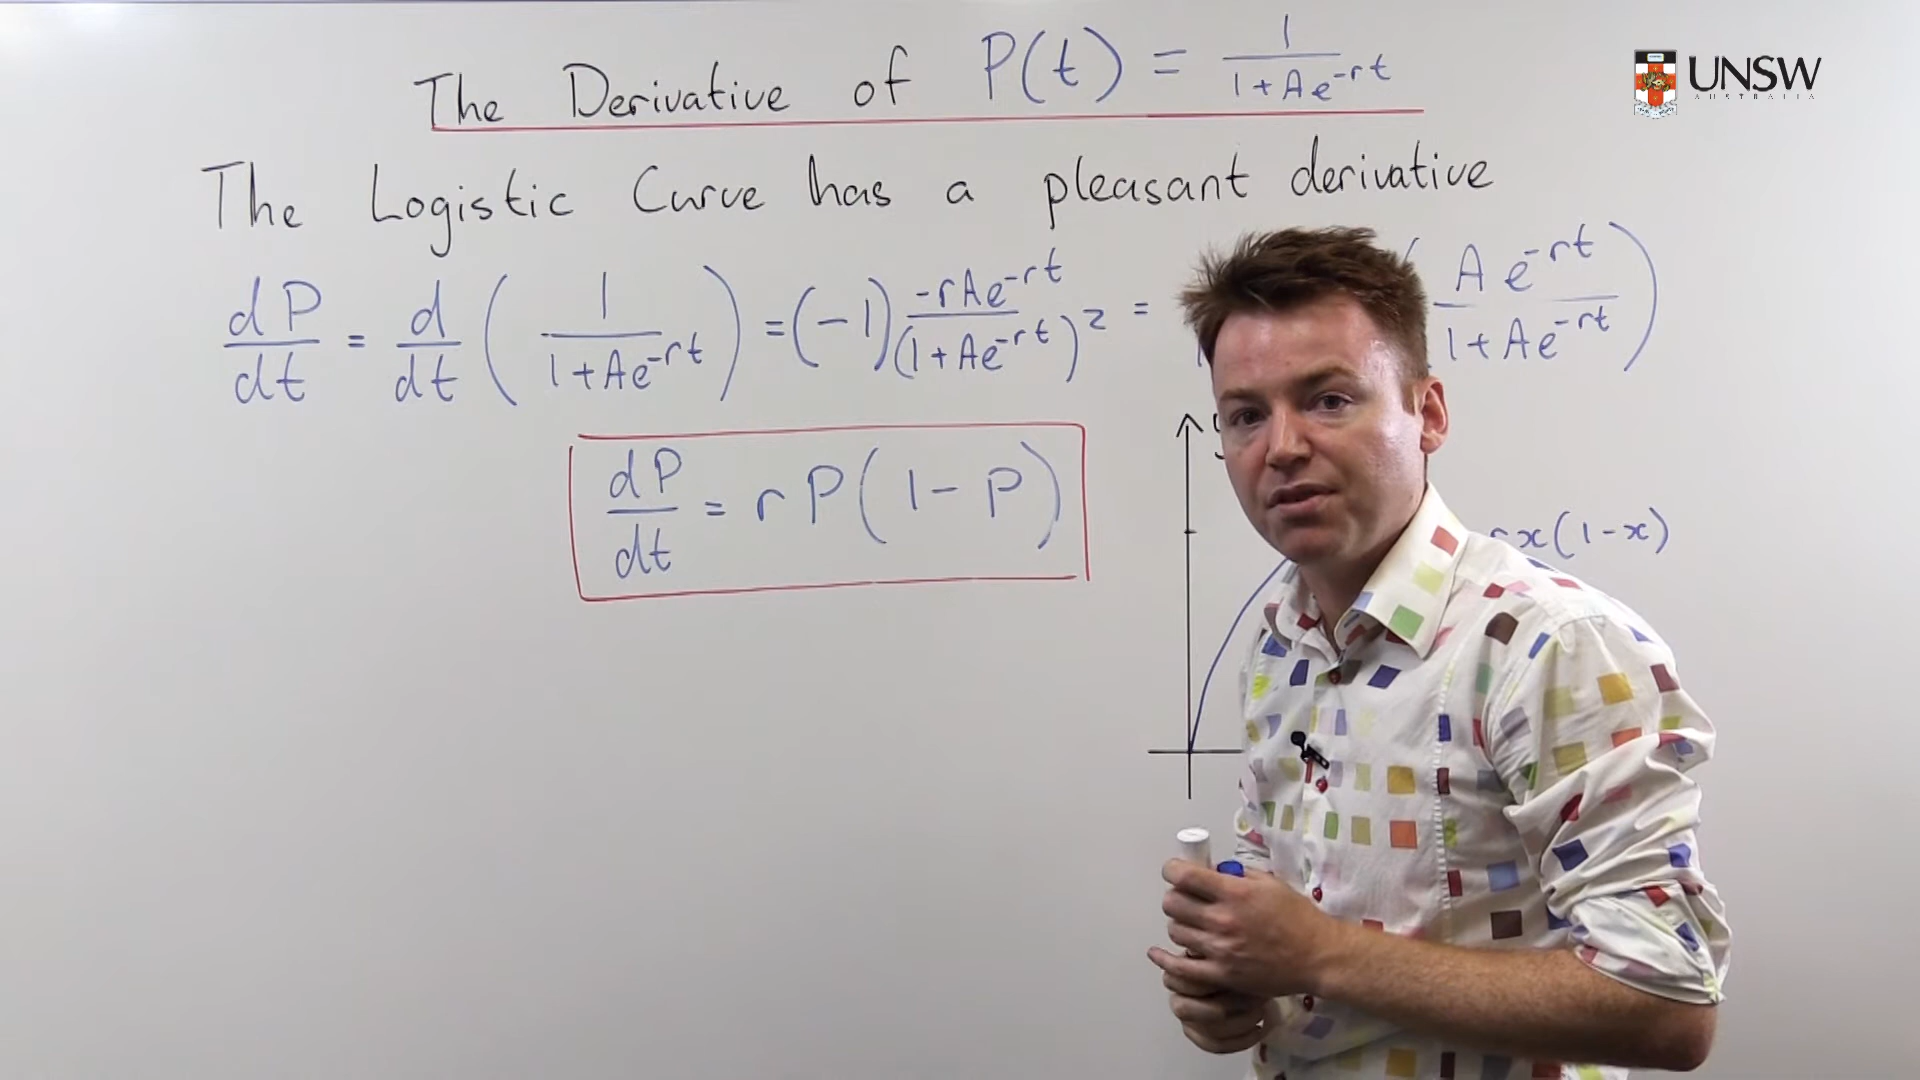 The Derivative of P(t) = 1/(1+Ae^-rt)
UNSW
AUSTRALIA
The Logistic Curve has a pleasant derivative
dP/dt = d/dt (1/(1+Ae^-rt)) = (-1) -rAe^-rt/(1+Ae^-rt)^2 = (Ae^-rt/(1+Ae^-rt))
dP/dt = rP(1-P)
y
rx(1-x)